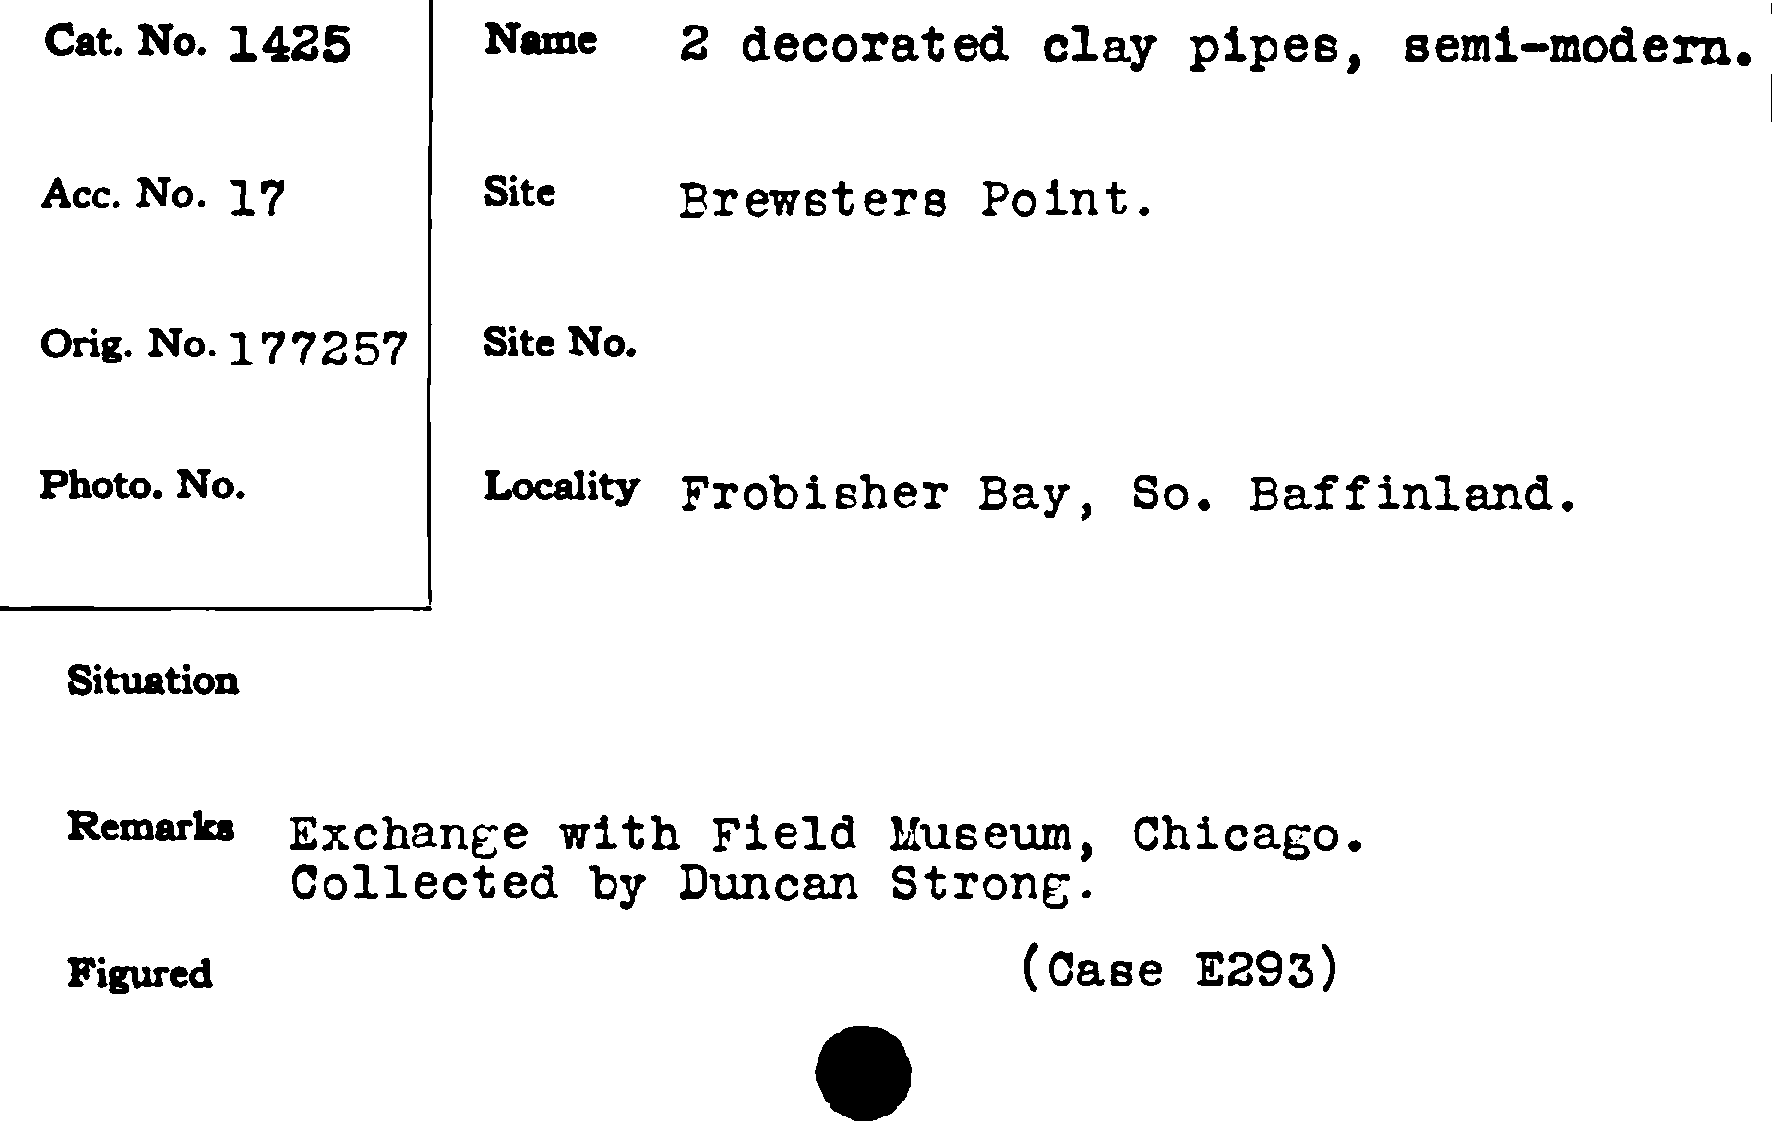 Cat. No. 1425
Name 2 decorated clay pipes, semi-modern.
Acc. No. 17
Site Brewsters Point.
Orig. No. 177257
Site No.
Photo. No.
Locality Frobisher Bay, So. Baffinland.
Situation
Remarks Exchange with Field Museum, Chicago.
Collected by Duncan Strong.
Figured (Case E293)